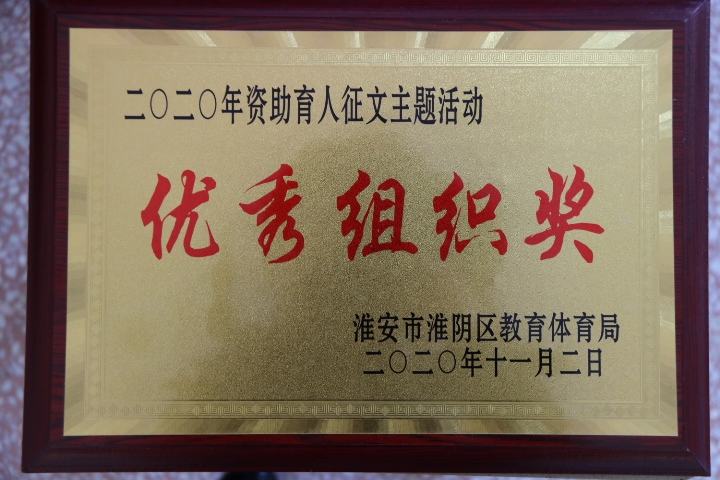 二〇二〇年资助育人征文主题活动
优秀组织奖
淮安市淮阴区教育体育局
二〇二〇年十一月二日